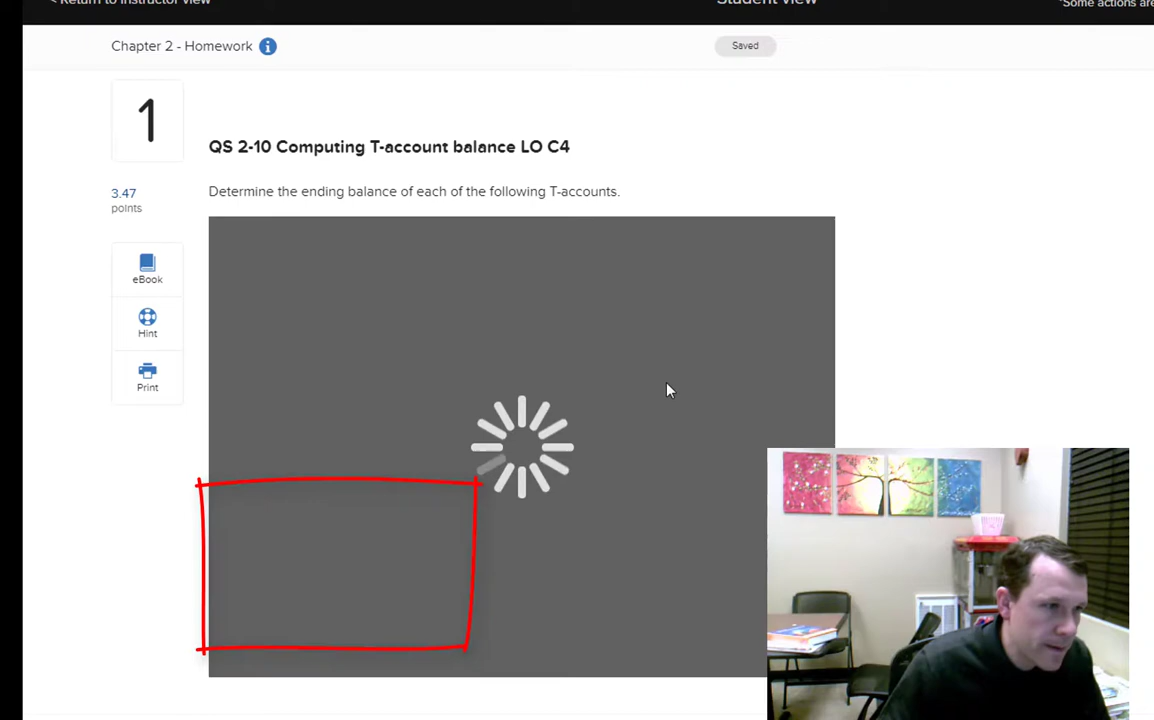 < Return to Instructor View
Student View
*Some actions are
Chapter 2 - Homework
Saved
1
QS 2-10 Computing T-account balance LO C4
3.47
points
Determine the ending balance of each of the following T-accounts.
eBook
Hint
Print